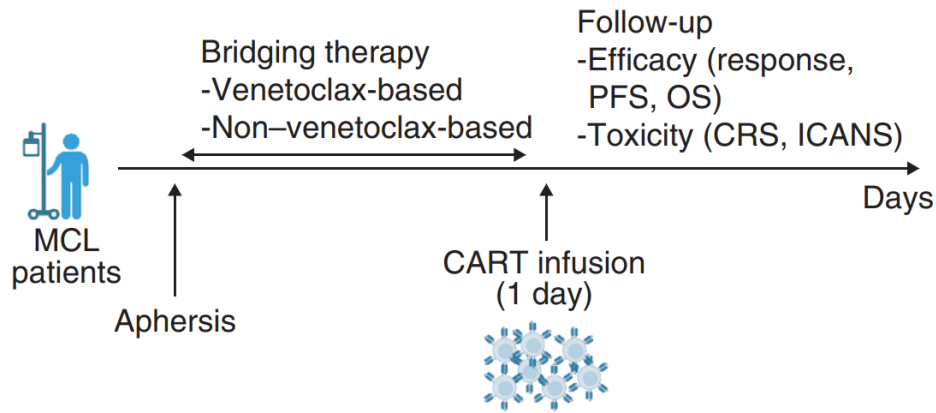 Bridging therapy
-Venetoclax-based
-Non–venetoclax-based
Follow-up
-Efficacy (response,
PFS, OS)
-Toxicity (CRS, ICANS)
Days
MCL
patients
Aphersis
CART infusion
(1 day)